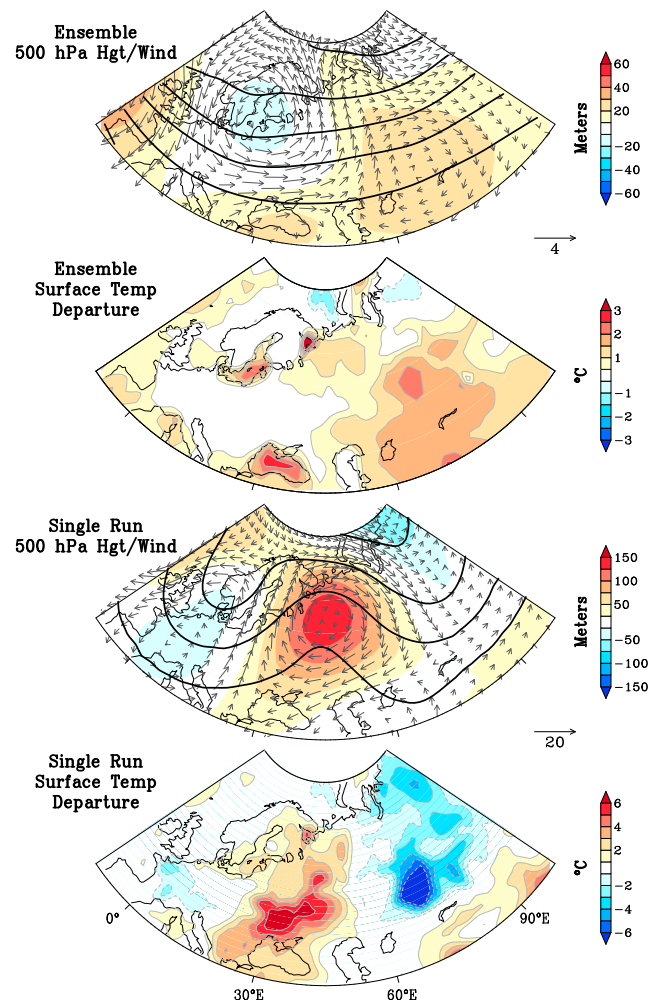 Ensemble
500 hPa Hgt/Wind
60
40
20
-20
-40
-60
Meters
4
Ensemble
Surface Temp
Departure
3
2
1
-1
-2
-3
°C
Single Run
500 hPa Hgt/Wind
150
100
50
-50
-100
-150
Meters
20
Single Run
Surface Temp
Departure
6
4
2
-2
-4
-6
°C
0°
90°E
30°E
60°E